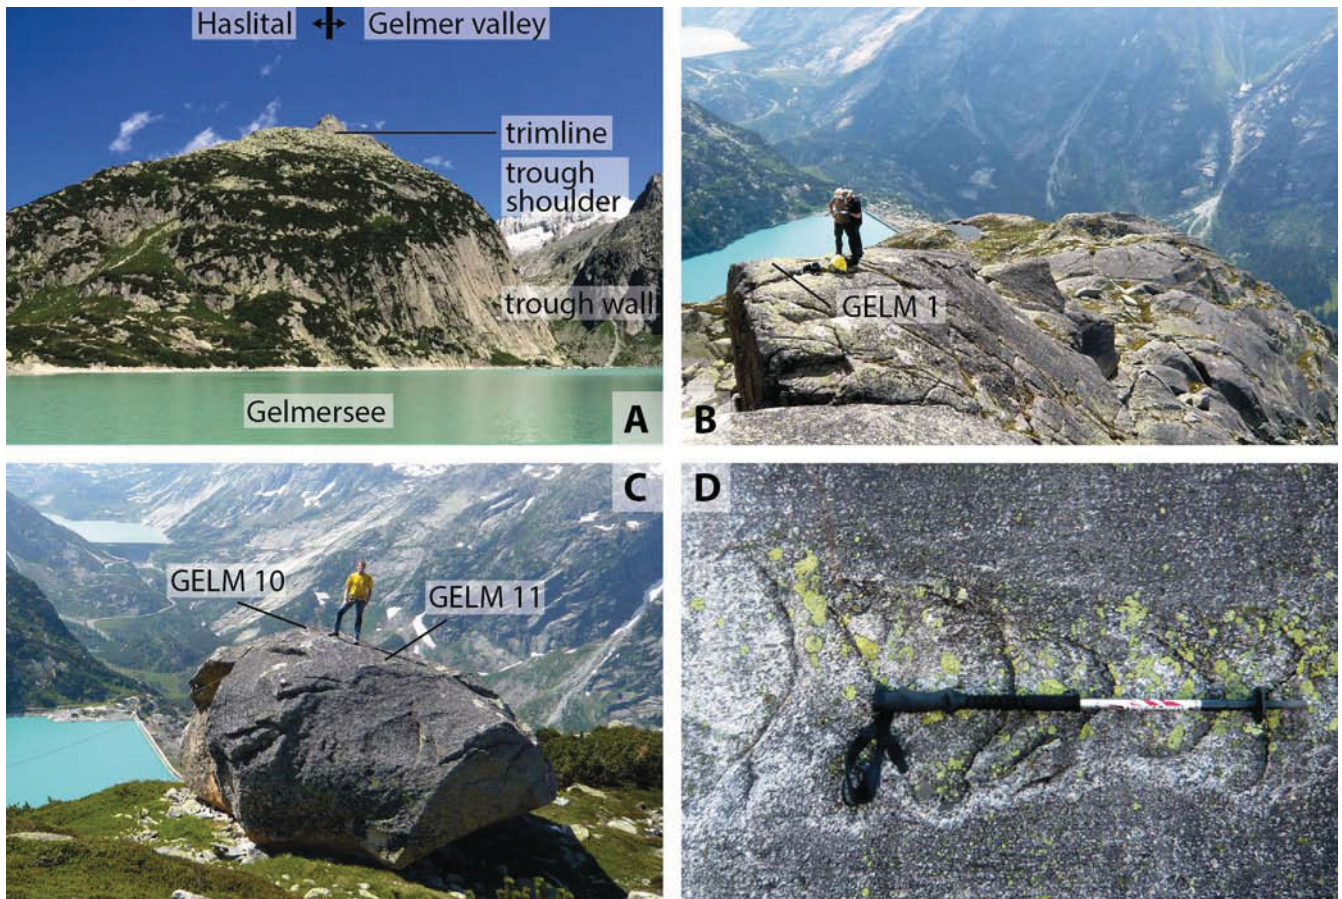 Haslital
Gelmer valley
trimline
trough
shoulder
trough wall
Gelmersee
A
GELM 1
B
C
GELM 10
GELM 11
D